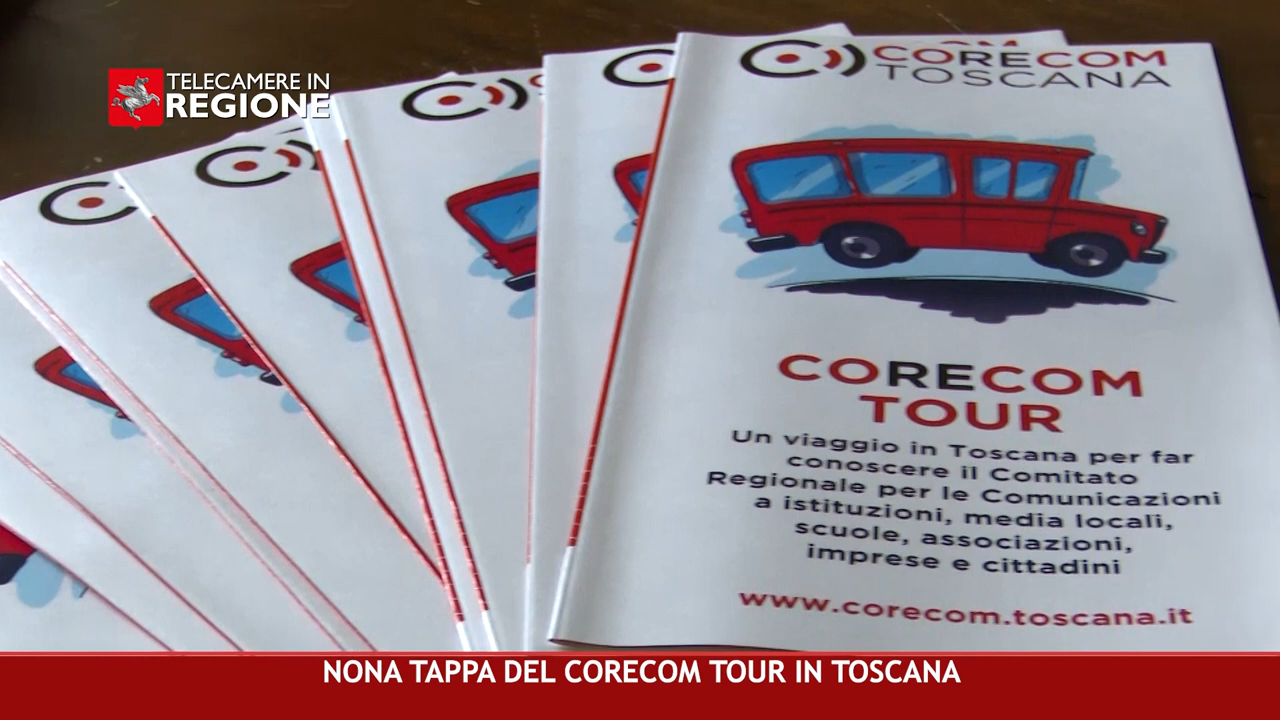 TELECAMERE IN
REGIONE
CORECOM
TOSCANA
CORECOM
TOUR
Un viaggio in Toscana per far
conoscere il Comitato
Regionale per le Comunicazioni
a istituzioni, media locali,
scuole, associazioni,
imprese e cittadini
www.corecom.toscana.it
NONA TAPPA DEL CORECOM TOUR IN TOSCANA